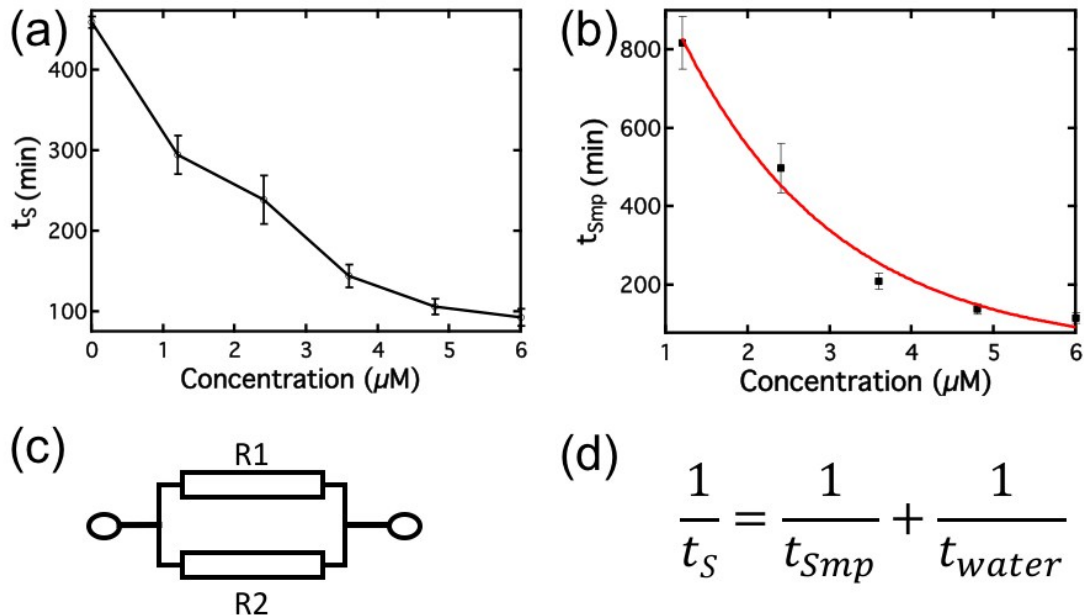 (a)
400
300
200
100
t_S (min)
0 1 2 3 4 5 6
Concentration (μM)
(b)
800
600
400
200
t_Smp (min)
1 2 3 4 5 6
Concentration (μM)
(c)
R1
R2
(d)
1/t_S = 1/t_Smp + 1/t_water